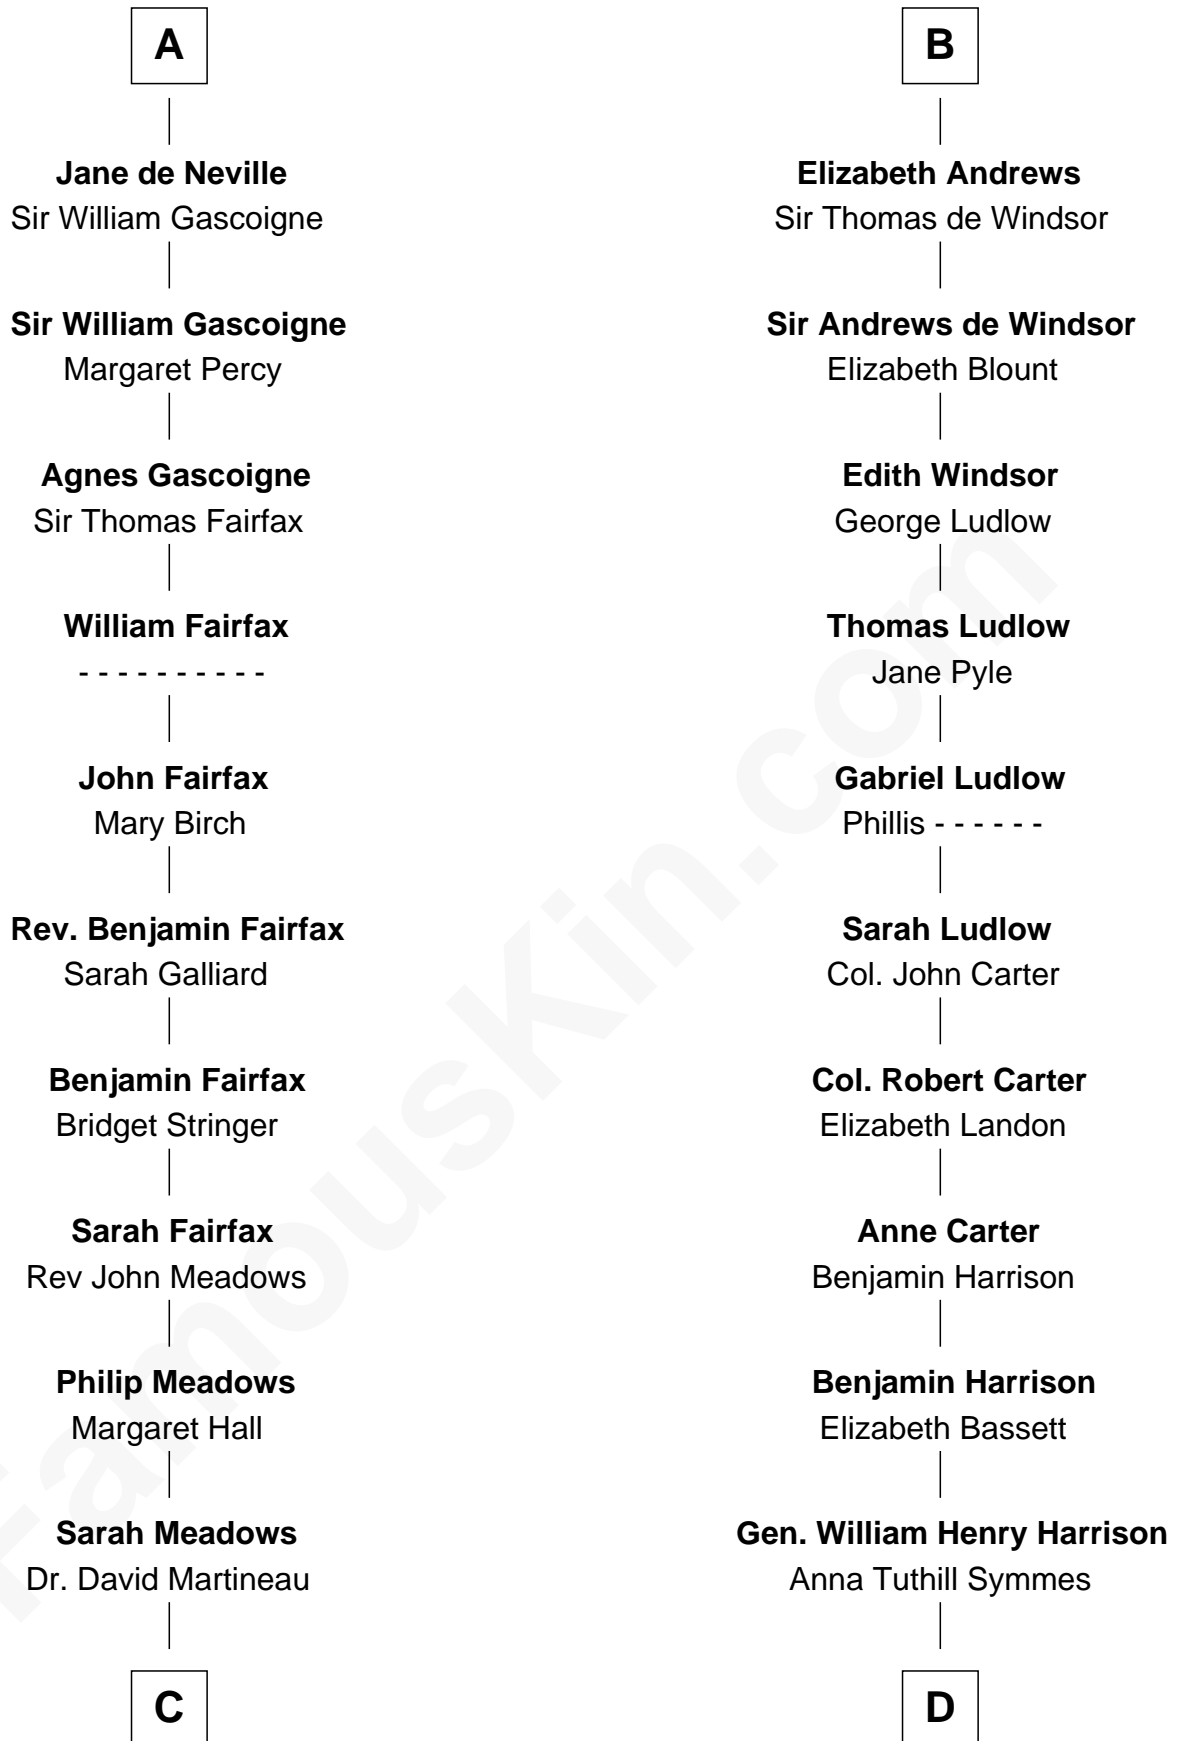 A
Jane de Neville
Sir William Gascoigne
Sir William Gascoigne
Margaret Percy
Agnes Gascoigne
Sir Thomas Fairfax
William Fairfax
- - - - - - - - - -
John Fairfax
Mary Birch
Rev. Benjamin Fairfax
Sarah Galliard
Benjamin Fairfax
Bridget Stringer
Sarah Fairfax
Rev John Meadows
Philip Meadows
Margaret Hall
Sarah Meadows
Dr. David Martineau
C
B
Elizabeth Andrews
Sir Thomas de Windsor
Sir Andrews de Windsor
Elizabeth Blount
Edith Windsor
George Ludlow
Thomas Ludlow
Jane Pyle
Gabriel Ludlow
Phillis - - - - - -
Sarah Ludlow
Col. John Carter
Col. Robert Carter
Elizabeth Landon
Anne Carter
Benjamin Harrison
Benjamin Harrison
Elizabeth Bassett
Gen. William Henry Harrison
Anna Tuthill Symmes
D
FamousKin.com